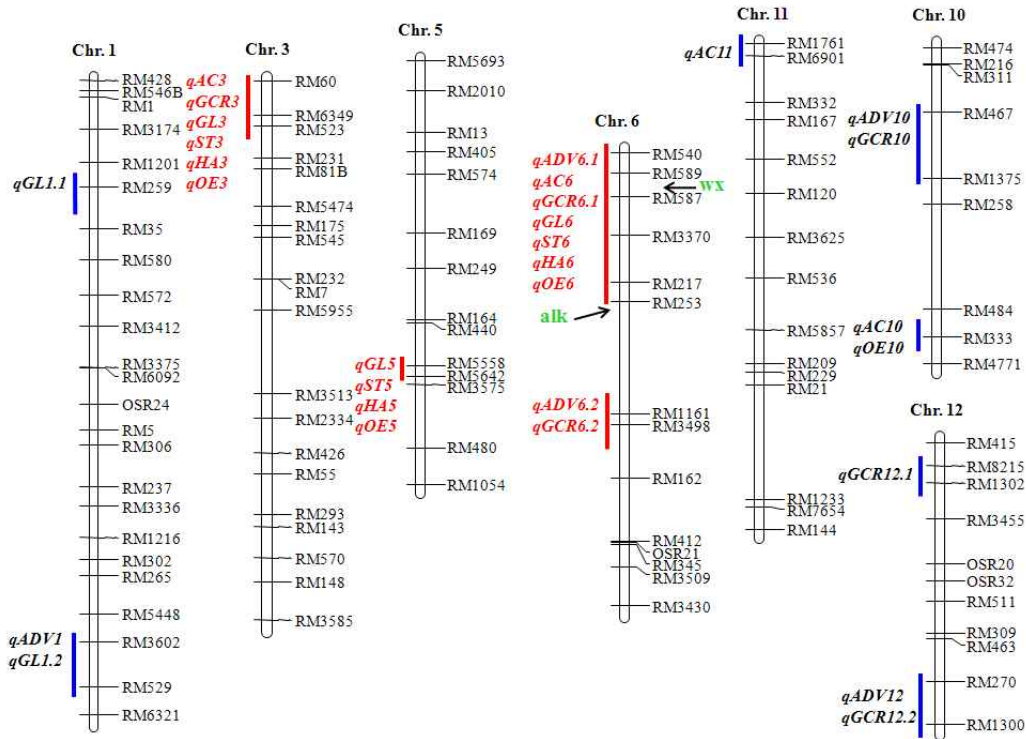 Chr. 1
qGL1.1
qADV1
qGL1.2
RM428
RM546B
RM1
RM3174
RM1201
RM259
RM35
RM580
RM572
RM3412
RM3375
RM6092
OSR24
RM5
RM306
RM237
RM3336
RM1216
RM302
RM265
RM5448
RM3602
RM529
RM6321
Chr. 3
qAC3
qGCR3
qGL3
qST3
qHA3
qOE3
RM60
RM6349
RM523
RM231
RM81B
RM5474
RM175
RM545
RM232
RM7
RM5955
RM3513
RM2334
RM426
RM55
RM293
RM143
RM570
RM148
RM3585
Chr. 5
qGL5
qST5
qHA5
qOE5
RM5693
RM2010
RM13
RM405
RM574
RM169
RM249
RM164
RM440
RM5558
RM5642
RM3575
RM480
RM1054
Chr. 6
qADV6.1
qAC6
qGCR6.1
qGL6
qST6
qHA6
qOE6
alk
qADV6.2
qGCR6.2
RM540
RM589
wx
RM587
RM3370
RM217
RM253
RM1161
RM3498
RM162
RM412
OSR21
RM345
RM3509
RM3430
Chr. 11
qAC11
RM1761
RM6901
RM332
RM167
RM552
RM120
RM3625
RM536
RM5857
RM209
RM229
RM21
RM1233
RM7654
RM144
Chr. 10
qADV10
qGCR10
qAC10
qOE10
RM474
RM216
RM311
RM467
RM1375
RM258
RM484
RM333
RM4771
Chr. 12
qGCR12.1
qADV12
qGCR12.2
RM415
RM8215
RM1302
RM3455
OSR20
OSR32
RM511
RM309
RM463
RM270
RM1300